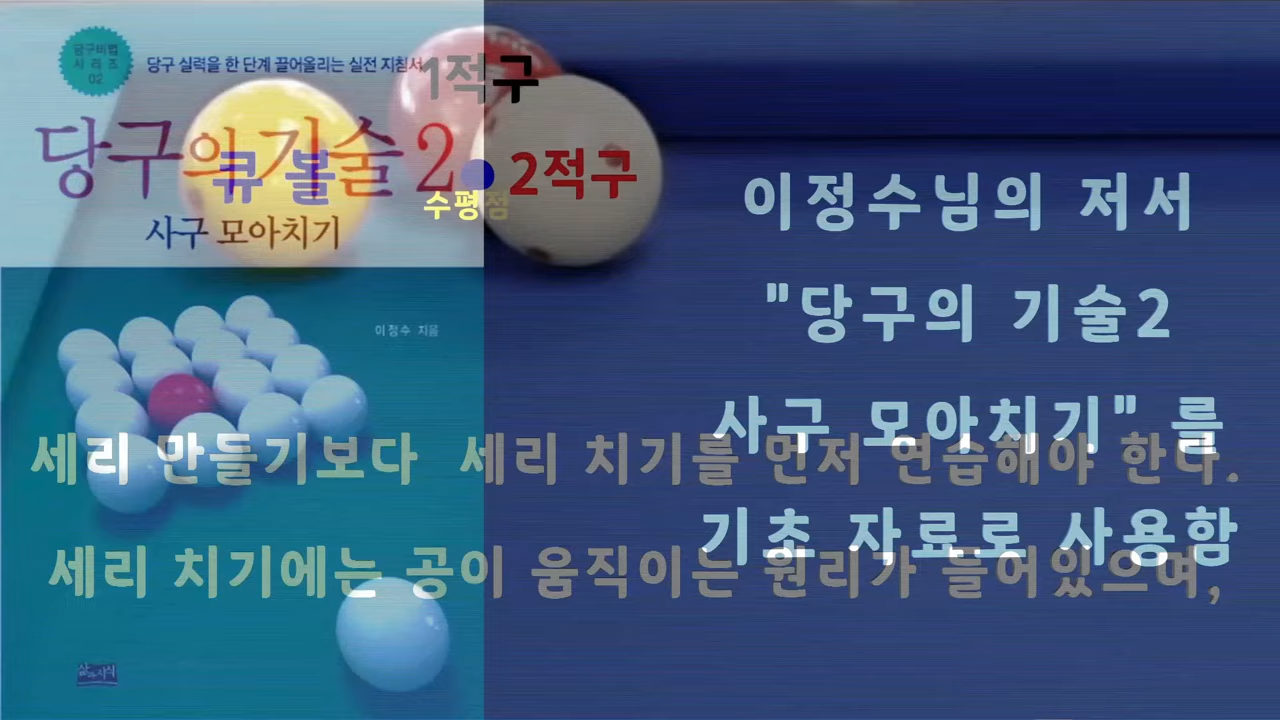 당구비법
시리즈
02
당구 실력을 한 단계 끌어올리는 실전 지침서
1적구
당구의 기술 2
큐 볼
2적구
수평점
사구 모아치기
이정수님의 저서
"당구의 기술2
이정수 지음
사구 모아치기" 를
세리 만들기보다 세리 치기를 먼저 연습해야 한다.
기초 자료로 사용함
세리 치기에는 공이 움직이는 원리가 들어있으며,
삶과지식